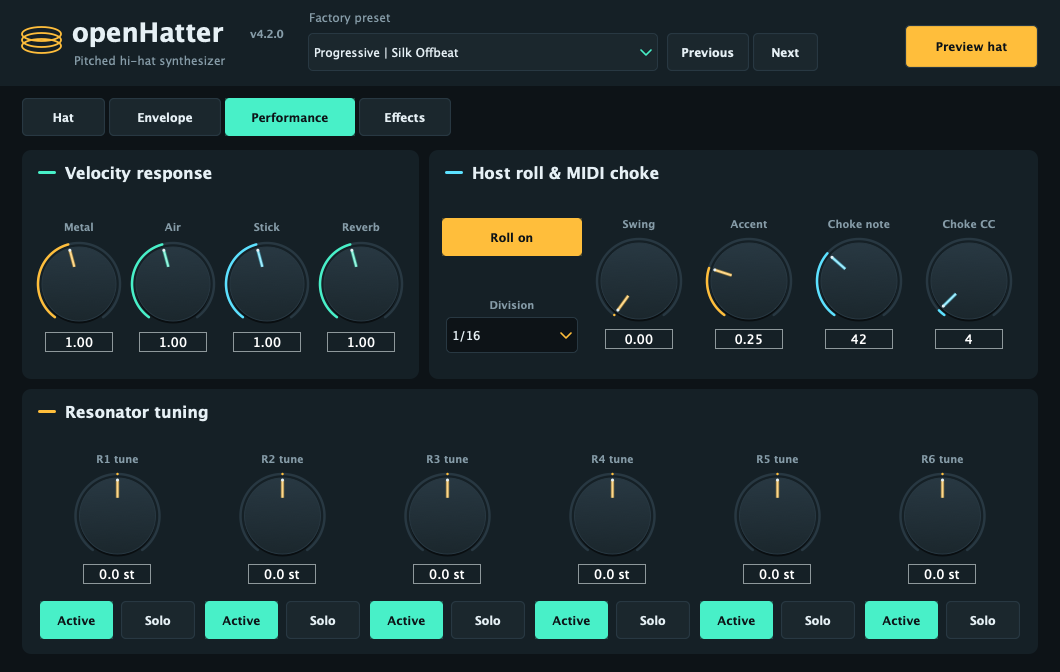 openHatter
v4.2.0
Pitched hi-hat synthesizer
Factory preset
Progressive | Silk Offbeat
Previous
Next
Preview hat
Hat
Envelope
Performance
Effects
Velocity response
Metal
Air
Stick
Reverb
1.00
1.00
1.00
1.00
Host roll & MIDI choke
Roll on
Division
1/16
Swing
Accent
Choke note
Choke CC
0.00
0.25
42
4
Resonator tuning
R1 tune
R2 tune
R3 tune
R4 tune
R5 tune
R6 tune
0.0 st
0.0 st
0.0 st
0.0 st
0.0 st
0.0 st
Active
Solo
Active
Solo
Active
Solo
Active
Solo
Active
Solo
Active
Solo